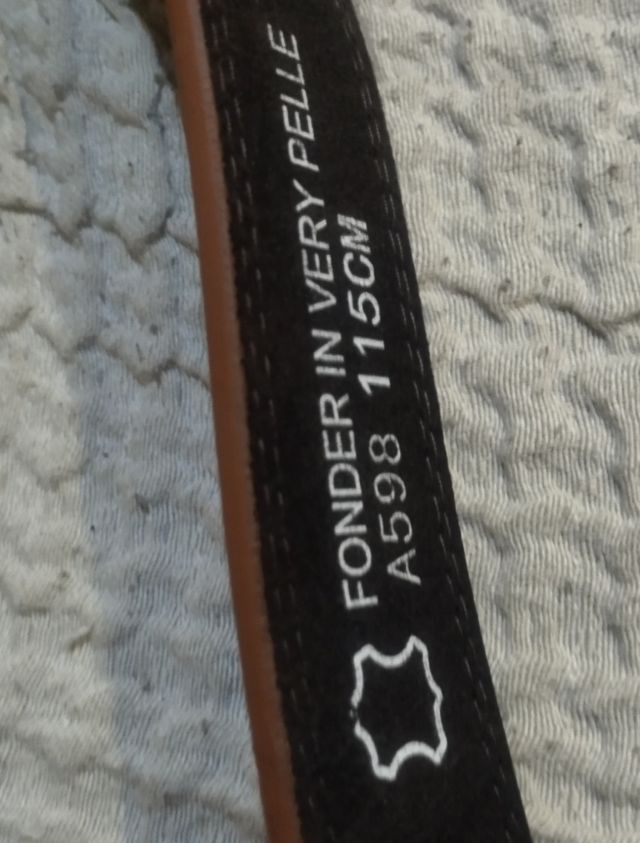 FONDER IN VERY PELLE
A598 115CM